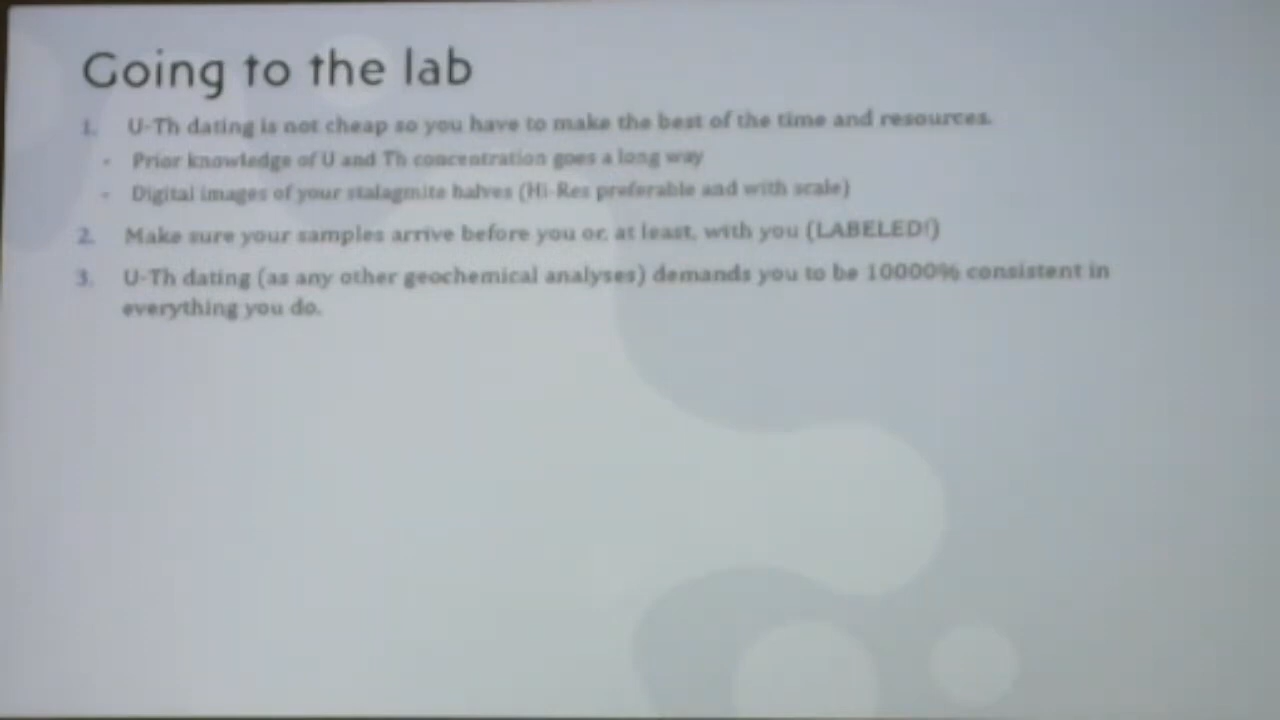 Going to the lab
1. U-Th dating is not cheap so you have to make the best of the time and resources.
- Prior knowledge of U and Th concentration goes a long way
- Digital images of your stalagmite halves (Hi-Res preferable and with scale)
2. Make sure your samples arrive before you or, at least, with you (LABELED!)
3. U-Th dating (as any other geochemical analyses) demands you to be 10000% consistent in
everything you do.